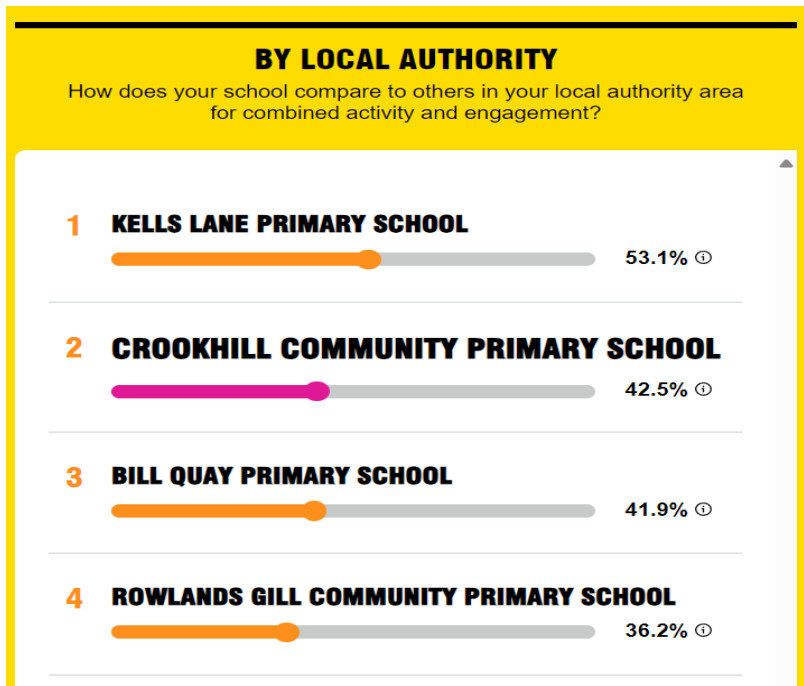 BY LOCAL AUTHORITY
How does your school compare to others in your local authority area
for combined activity and engagement?
1 KELLS LANE PRIMARY SCHOOL
53.1%
2 CROOKHILL COMMUNITY PRIMARY SCHOOL
42.5%
3 BILL QUAY PRIMARY SCHOOL
41.9%
4 ROWLANDS GILL COMMUNITY PRIMARY SCHOOL
36.2%